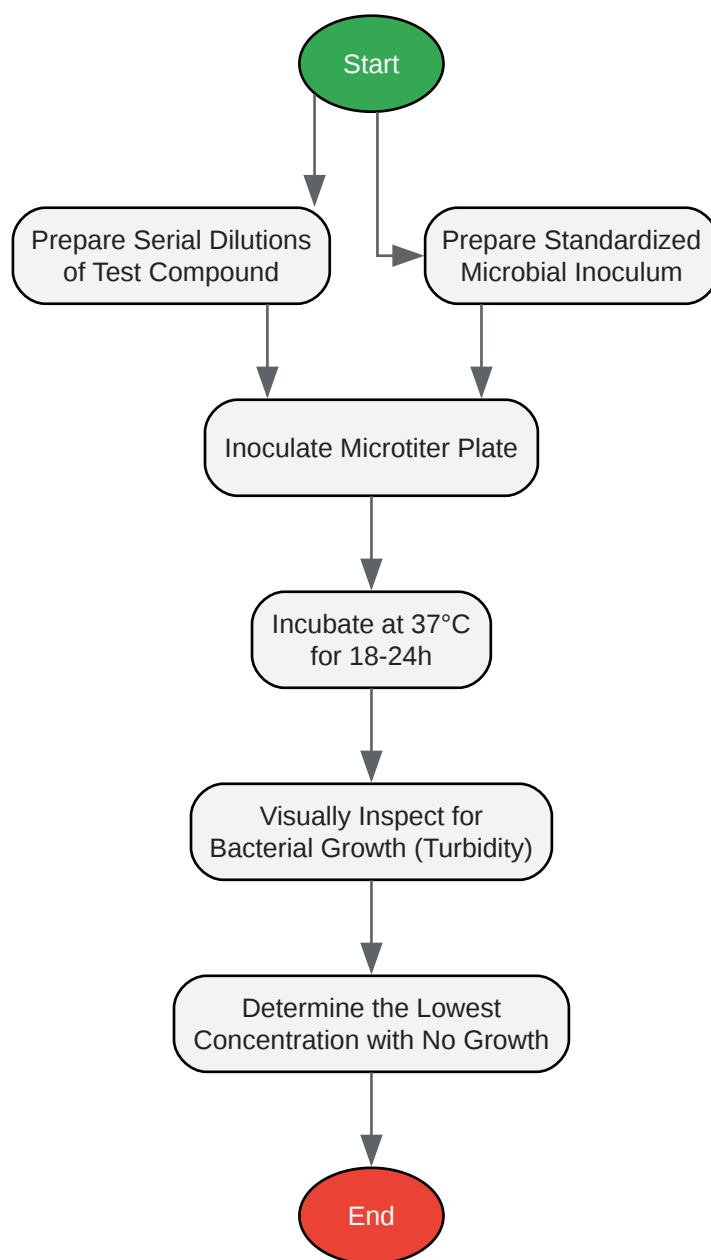 Start
Prepare Serial Dilutions
of Test Compound
Prepare Standardized
Microbial Inoculum
Inoculate Microtiter Plate
Incubate at 37°C
for 18-24h
Visually Inspect for
Bacterial Growth (Turbidity)
Determine the Lowest
Concentration with No Growth
End